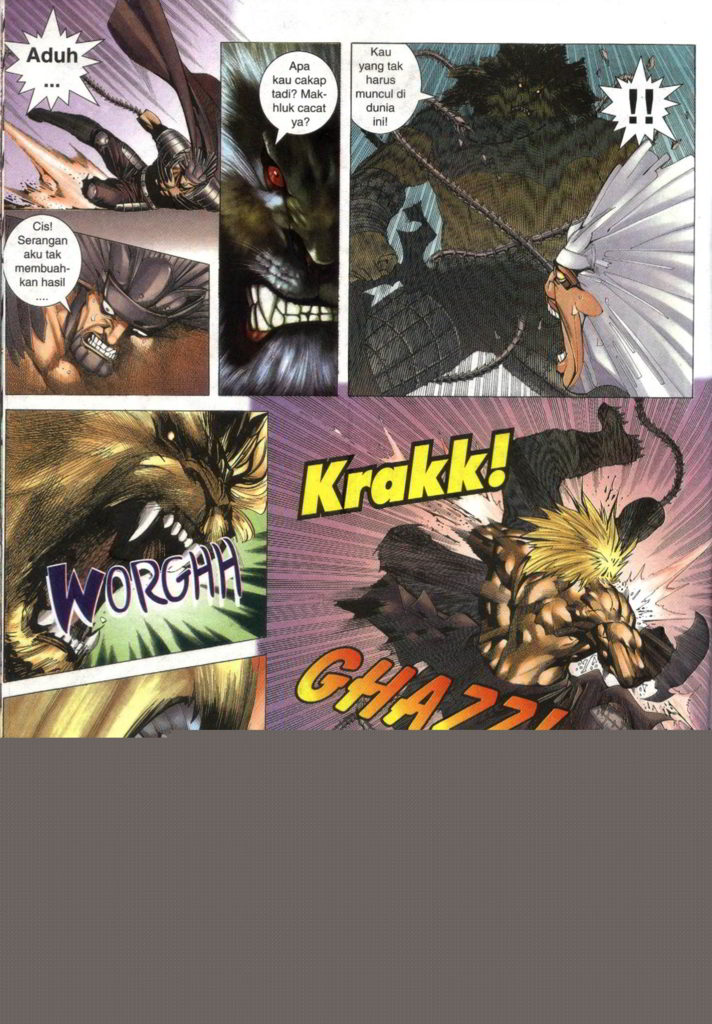 Aduh
...
Cis!
Serangan
aku tak
membuah-
kan hasil
....
Apa
kau cakap
tadi? Mak-
hluk cacat
ya?
Kau
yang tak
harus
muncul di
dunia
ini!
!!
WORGHH
Krakk!
GHAZZ!